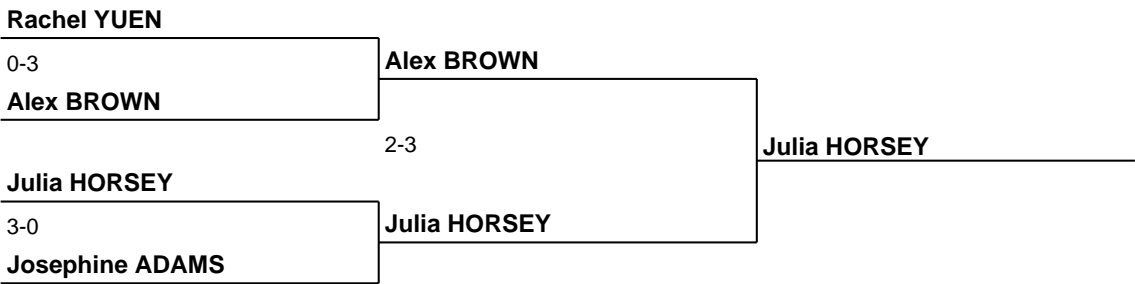 Rachel YUEN
0-3
Alex BROWN
Alex BROWN
2-3
Julia HORSEY
Julia HORSEY
3-0
Julia HORSEY
Josephine ADAMS